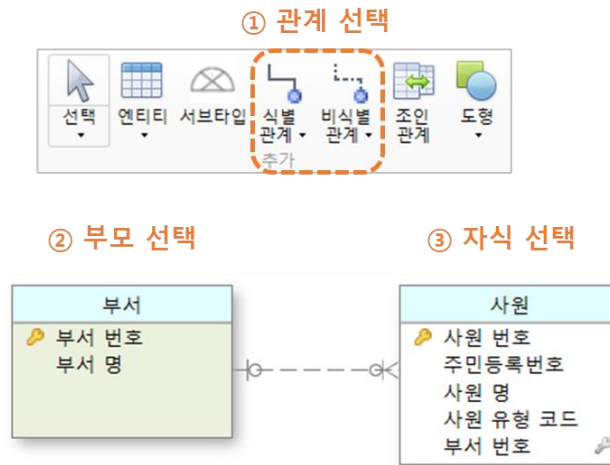 ① 관계 선택
선택 엔티티 서브타입 식별 관계 비식별 관계 조인 관계 도형
추가
② 부모 선택 ③ 자식 선택
부서
부서 번호
부서 명
사원
사원 번호
주민등록번호
사원 명
사원 유형 코드
부서 번호